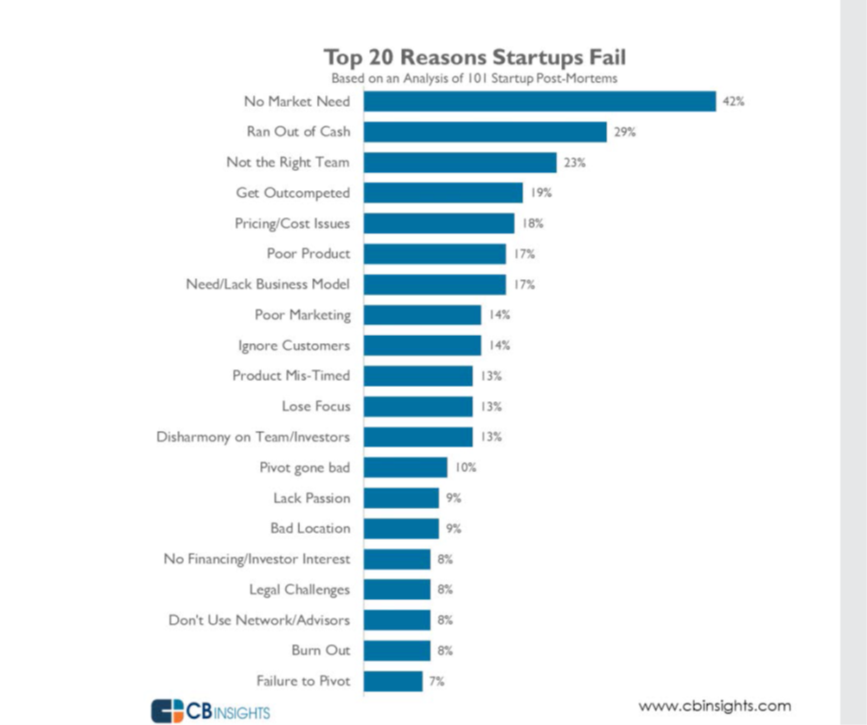 Top 20 Reasons Startups Fail
Based on an Analysis of 101 Startup Post-Mortems
No Market Need 42%
Ran Out of Cash 29%
Not the Right Team 23%
Get Outcompeted 19%
Pricing/Cost Issues 18%
Poor Product 17%
Need/Lack Business Model 17%
Poor Marketing 14%
Ignore Customers 14%
Product Mis-Timed 13%
Lose Focus 13%
Disharmony on Team/Investors 13%
Pivot gone bad 10%
Lack Passion 9%
Bad Location 9%
No Financing/Investor Interest 8%
Legal Challenges 8%
Don't Use Network/Advisors 8%
Burn Out 8%
Failure to Pivot 7%
CBINSIGHTS www.cbinsights.com